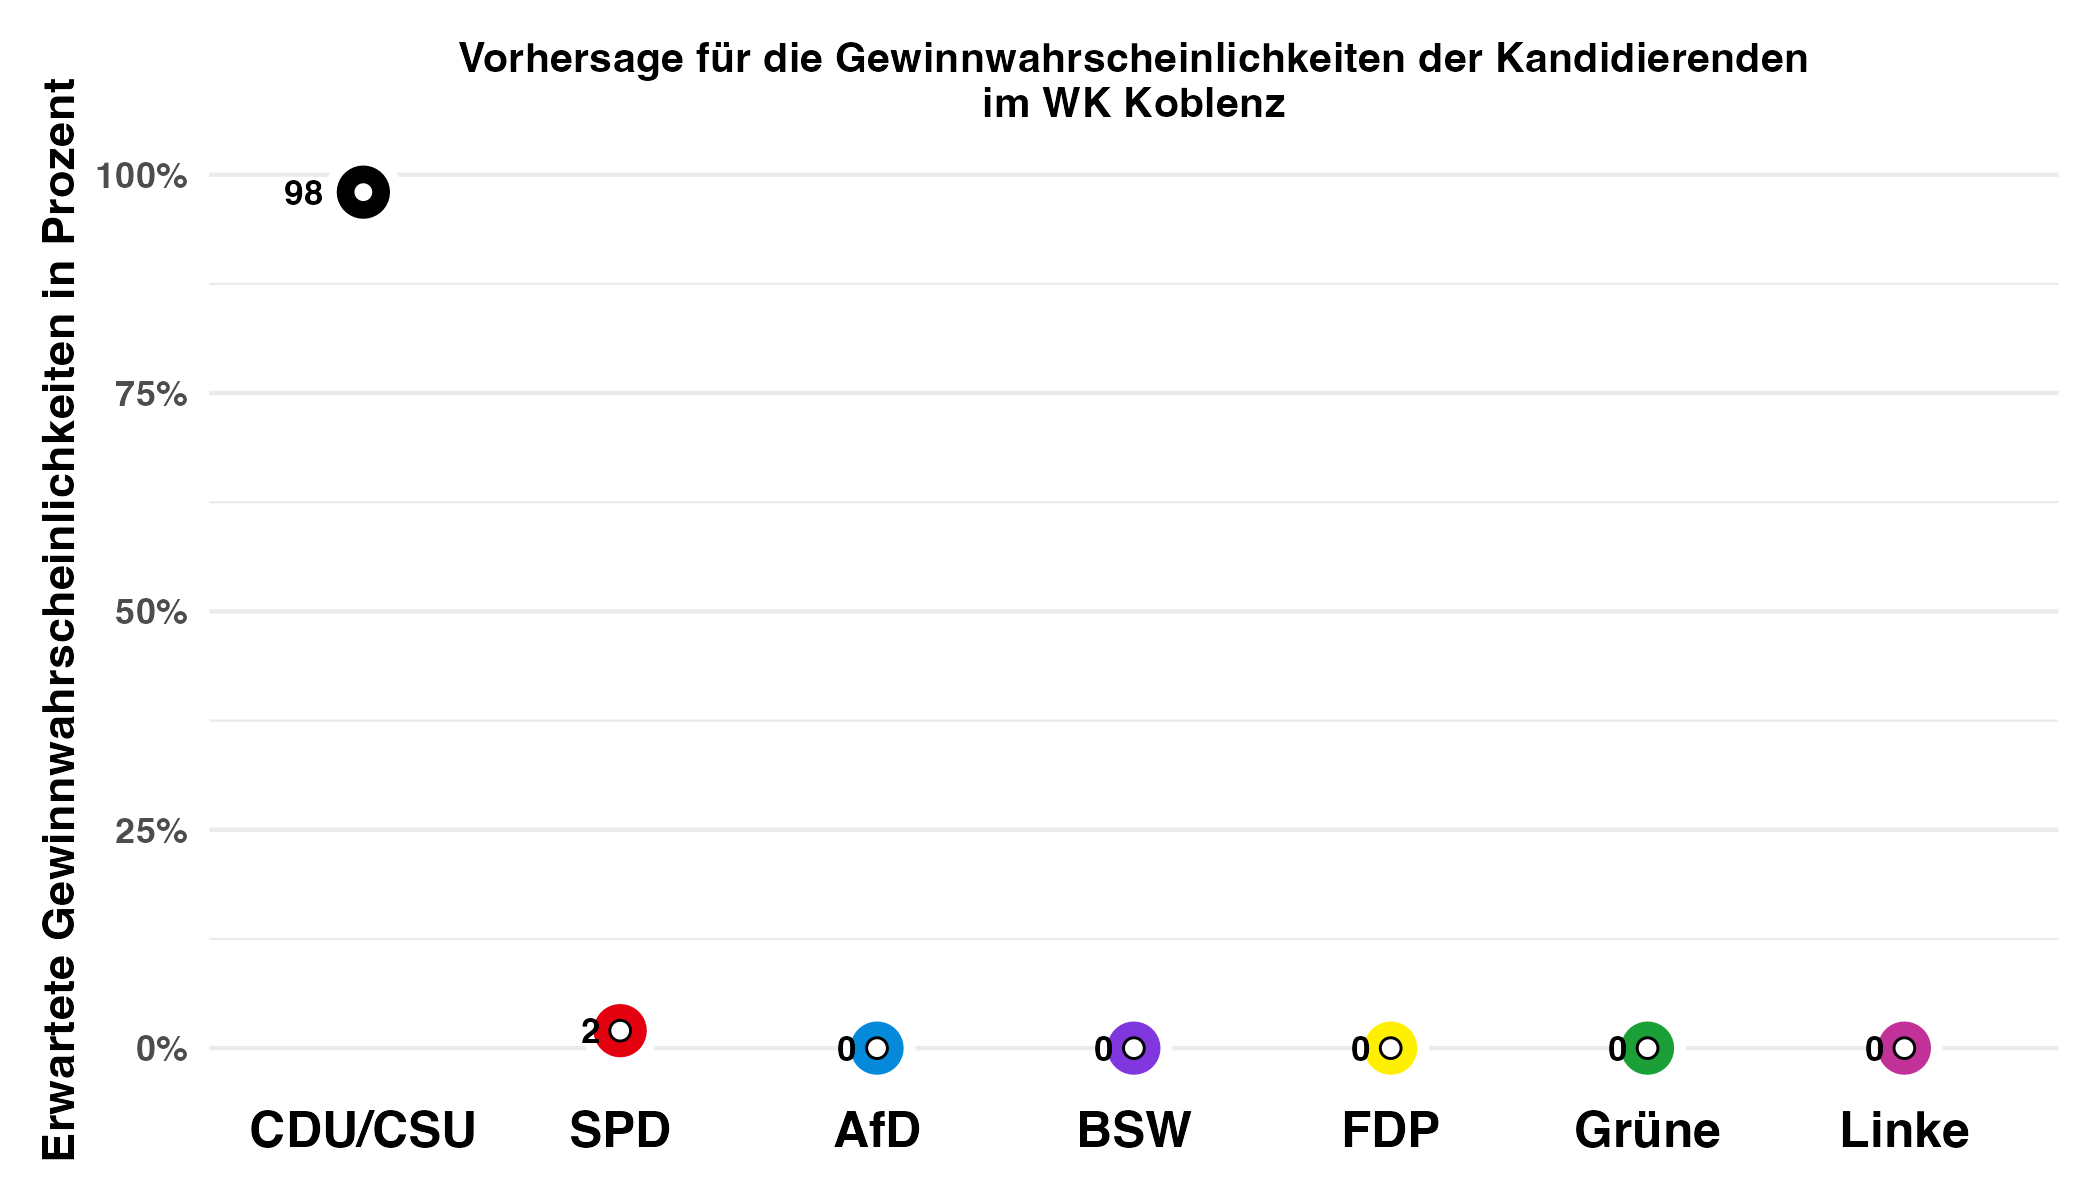 Vorhersage für die Gewinnwahrscheinlichkeiten der Kandidierenden
im WK Koblenz
Erwartete Gewinnwahrscheinlichkeiten in Prozent
100%
75%
50%
25%
0%
98
2
0
0
0
0
0
CDU/CSU
SPD
AfD
BSW
FDP
Grüne
Linke